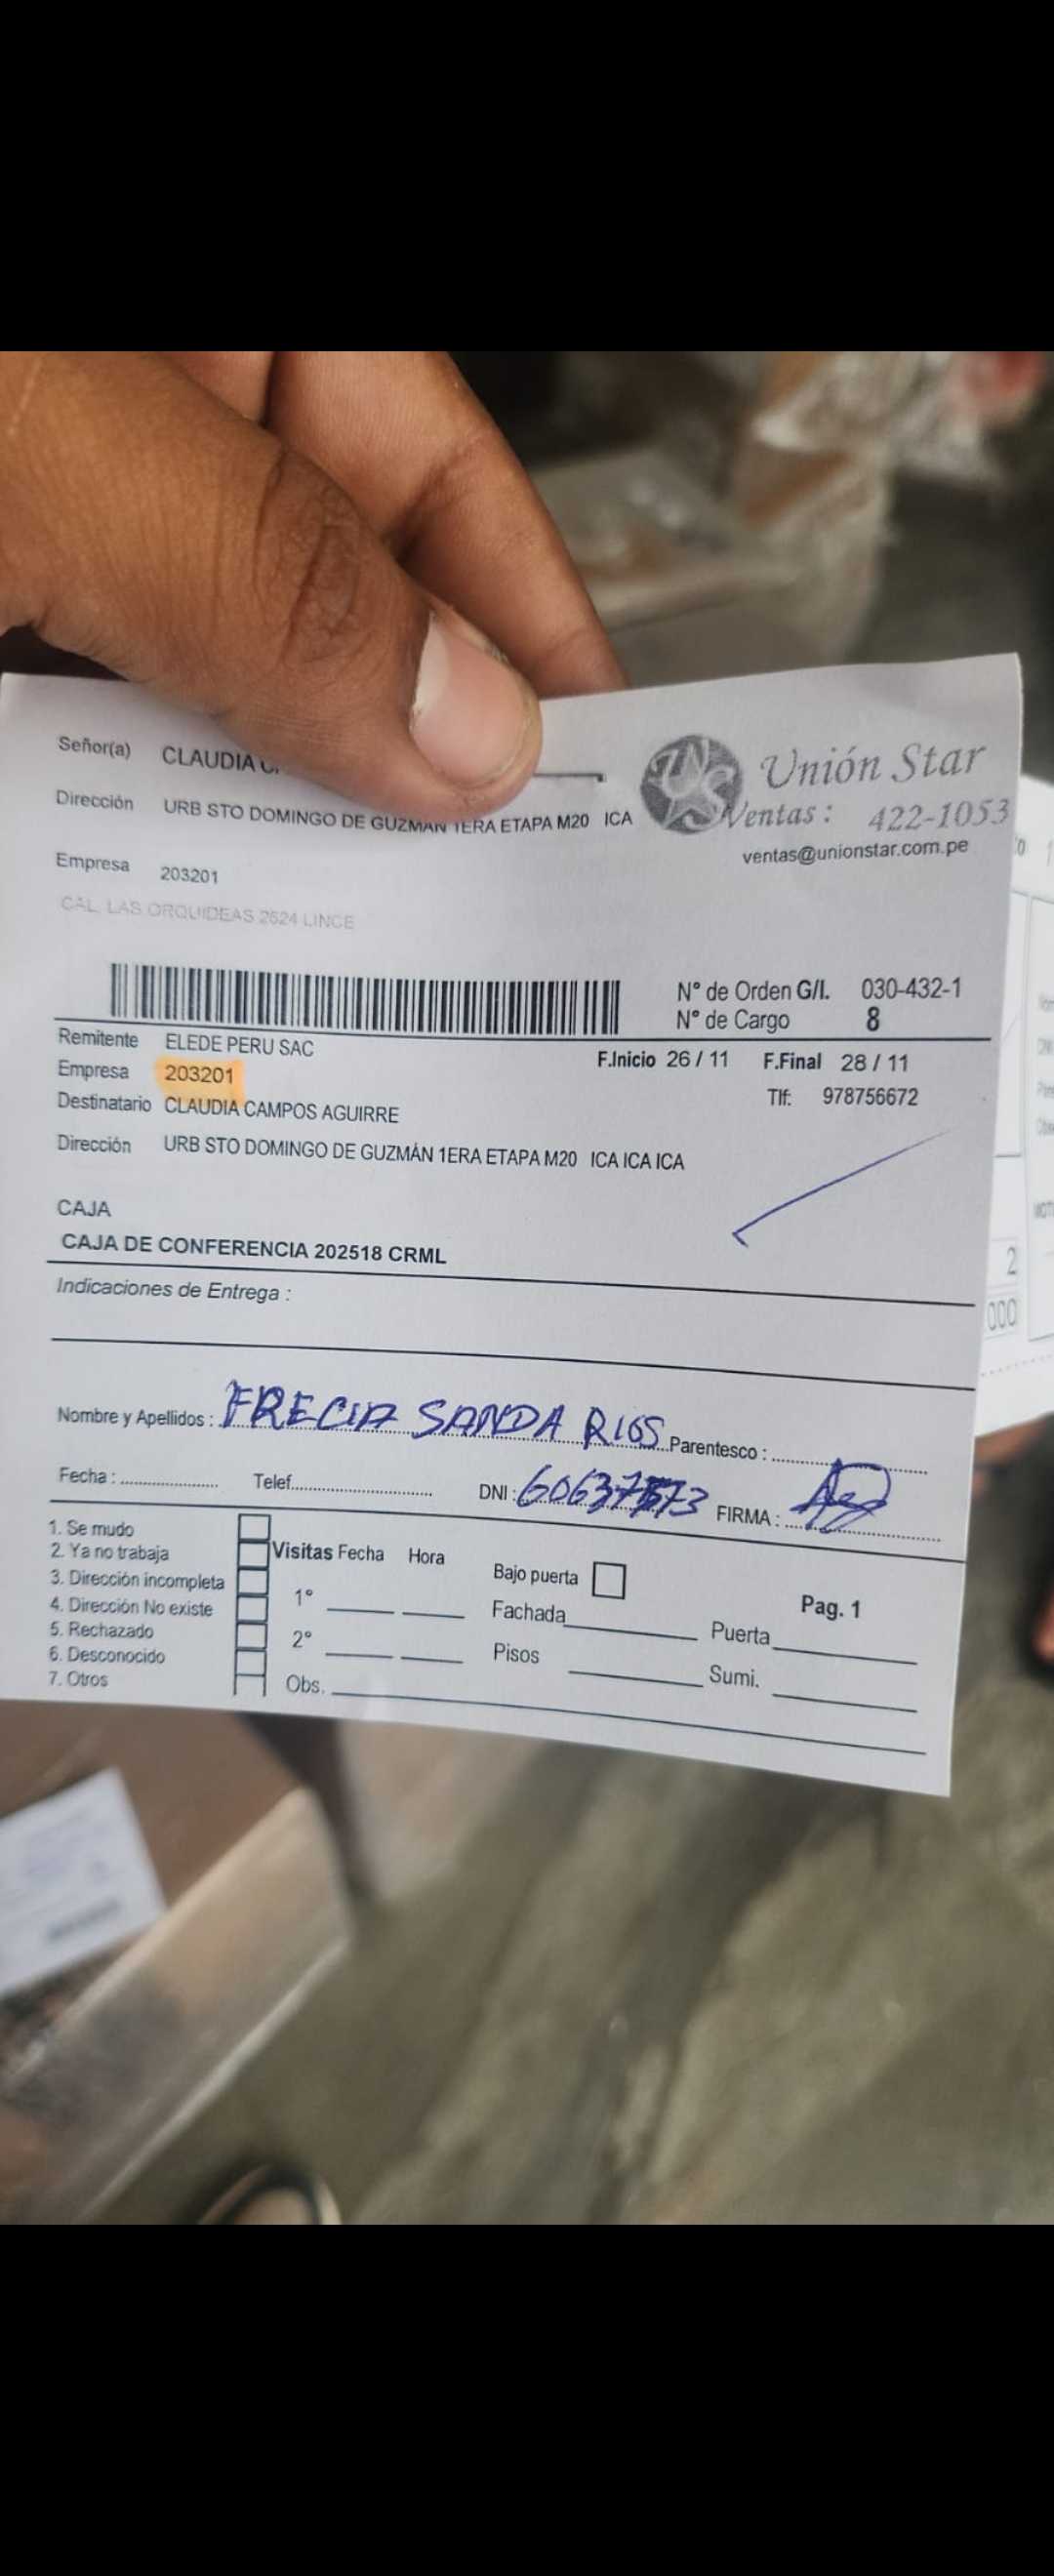 Señor(a) CLAUDIA
Unión Star
Dirección URB STO DOMINGO DE GUZMÁN 1ERA ETAPA M20 ICA
Ventas : 422-1053
ventas@unionstar.com.pe
Empresa 203201
CAL. LAS ORQUIDEAS 2624 LINCE
N° de Orden G/I. 030-432-1
N° de Cargo 8
Remitente ELEDE PERU SAC
F.Inicio 26 / 11 F.Final 28 / 11
Empresa 203201
Tlf: 978756672
Destinatario CLAUDIA CAMPOS AGUIRRE
Dirección URB STO DOMINGO DE GUZMÁN 1ERA ETAPA M20 ICA ICA ICA
CAJA
CAJA DE CONFERENCIA 202518 CRML
Indicaciones de Entrega :
Nombre y Apellidos : FRECIA SANDA RIOS Parentesco :
Fecha : Telef. DNI : FIRMA :
1. Se mudo
2. Ya no trabaja
3. Dirección incompleta
4. Dirección No existe
5. Rechazado
6. Desconocido
7. Otros
Visitas Fecha Hora
1°
2°
Obs.
Bajo puerta
Fachada
Pisos
Pag. 1
Puerta
Sumi.
2
000